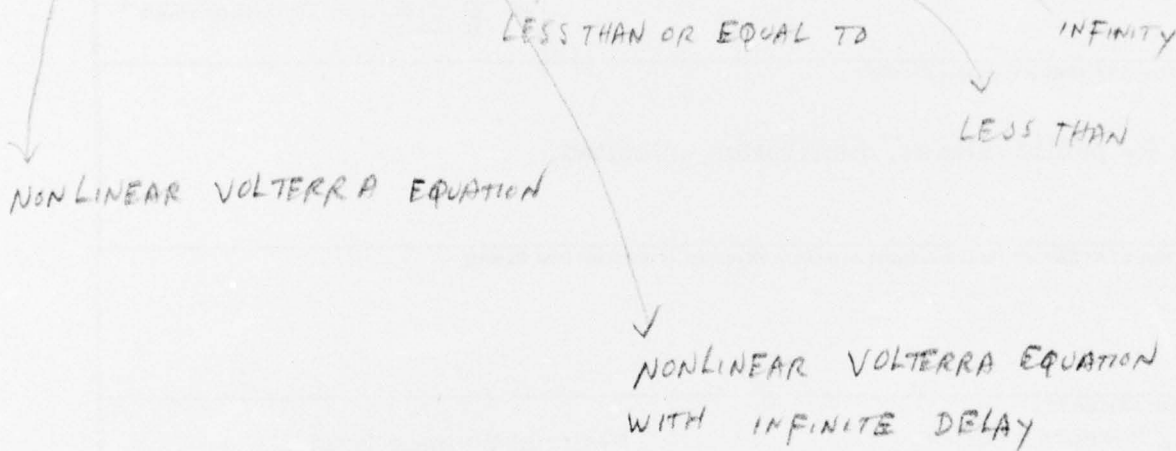 LESS THAN OR EQUAL TO INFINITY
LESS THAN
NONLINEAR VOLTERRA EQUATION
NONLINEAR VOLTERRA EQUATION
WITH INFINITE DELAY